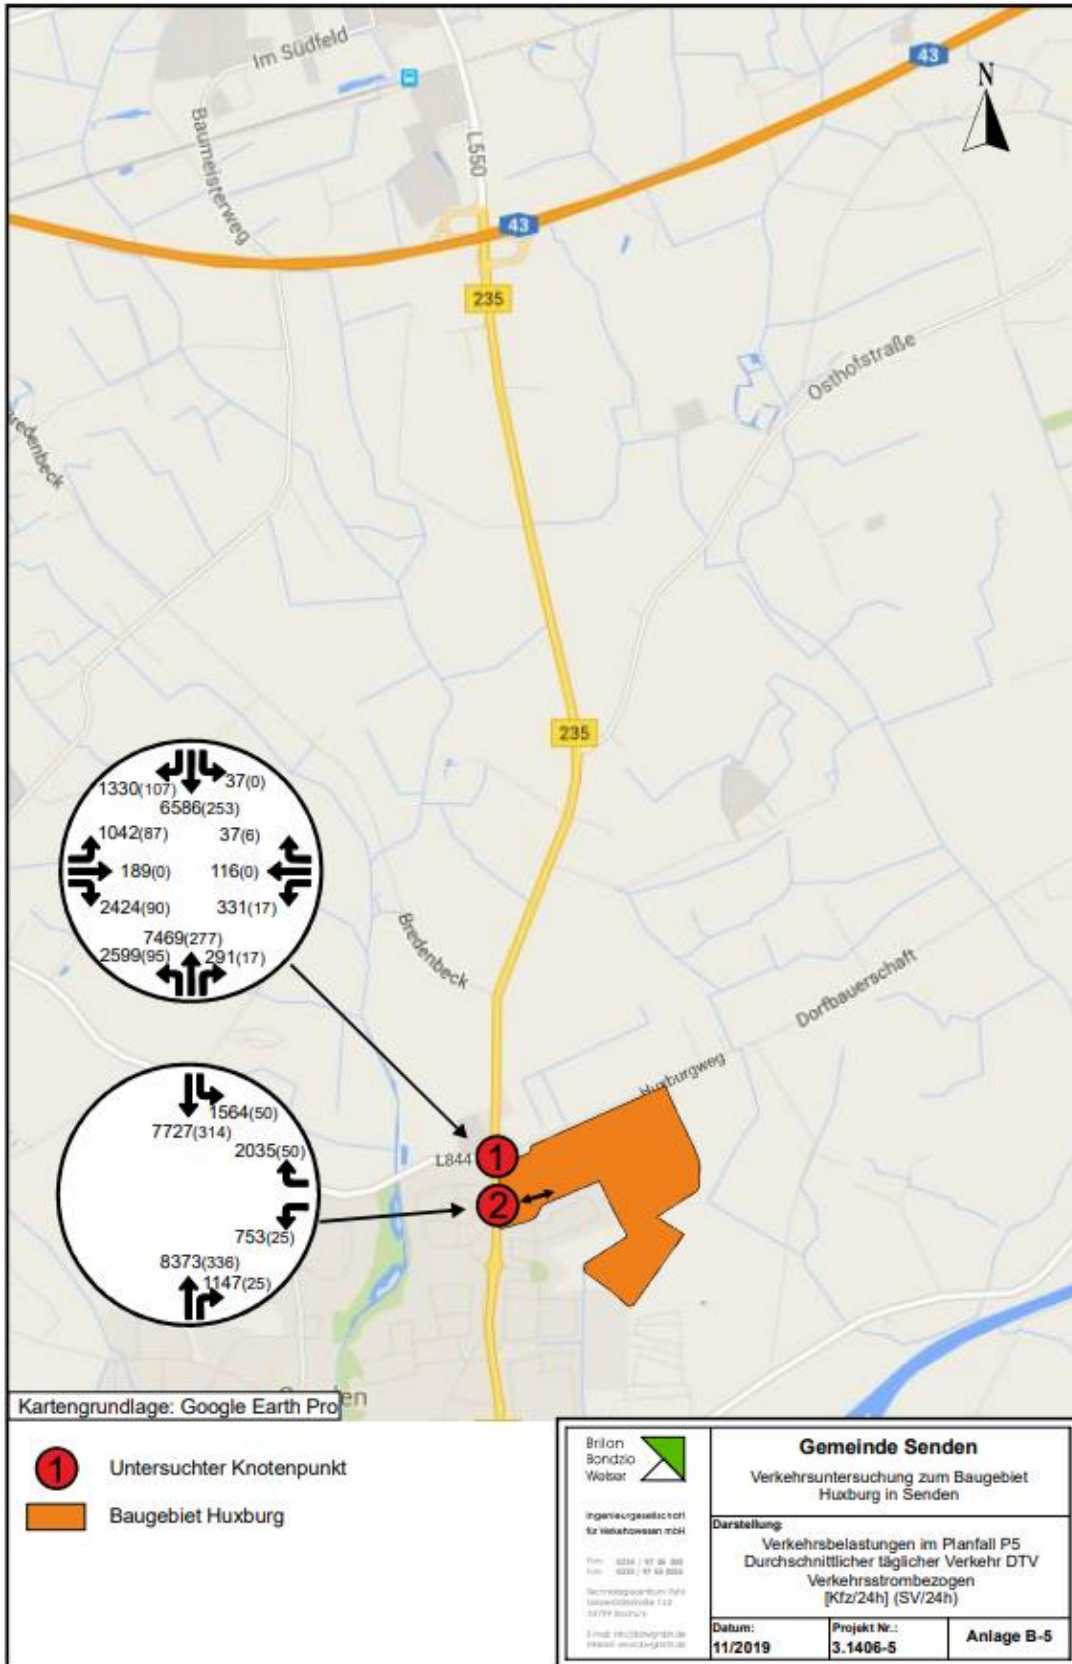 Im Südfeld
43
N
Baumeisterweg
L550
43
235
Osthofstraße
Bredenbeck
235
1330(107)
37(0)
6586(253)
1042(87)
37(6)
189(0)
116(0)
2424(90)
331(17)
7469(277)
2599(95)
291(17)
Bredenbeck
Dorfbauerschaft
Huxburgweg
1564(50)
7727(314)
2035(50)
L844
1
2
753(25)
8373(336)
1147(25)
Kartengrundlage: Google Earth Pro
1
Untersuchter Knotenpunkt
Baugebiet Huxburg
Brilon
Bondzio
Weiser
Ingenieurgesellschaft
für Verkehrswesen mbH
Gemeinde Senden
Verkehrsuntersuchung zum Baugebiet
Huxburg in Senden
Darstellung:
Verkehrsbelastungen im Planfall P5
Durchschnittlicher täglicher Verkehr DTV
Verkehrsstrombezogen
[Kfz/24h] (SV/24h)
Datum:
11/2019
Projekt Nr.:
3.1406-5
Anlage B-5